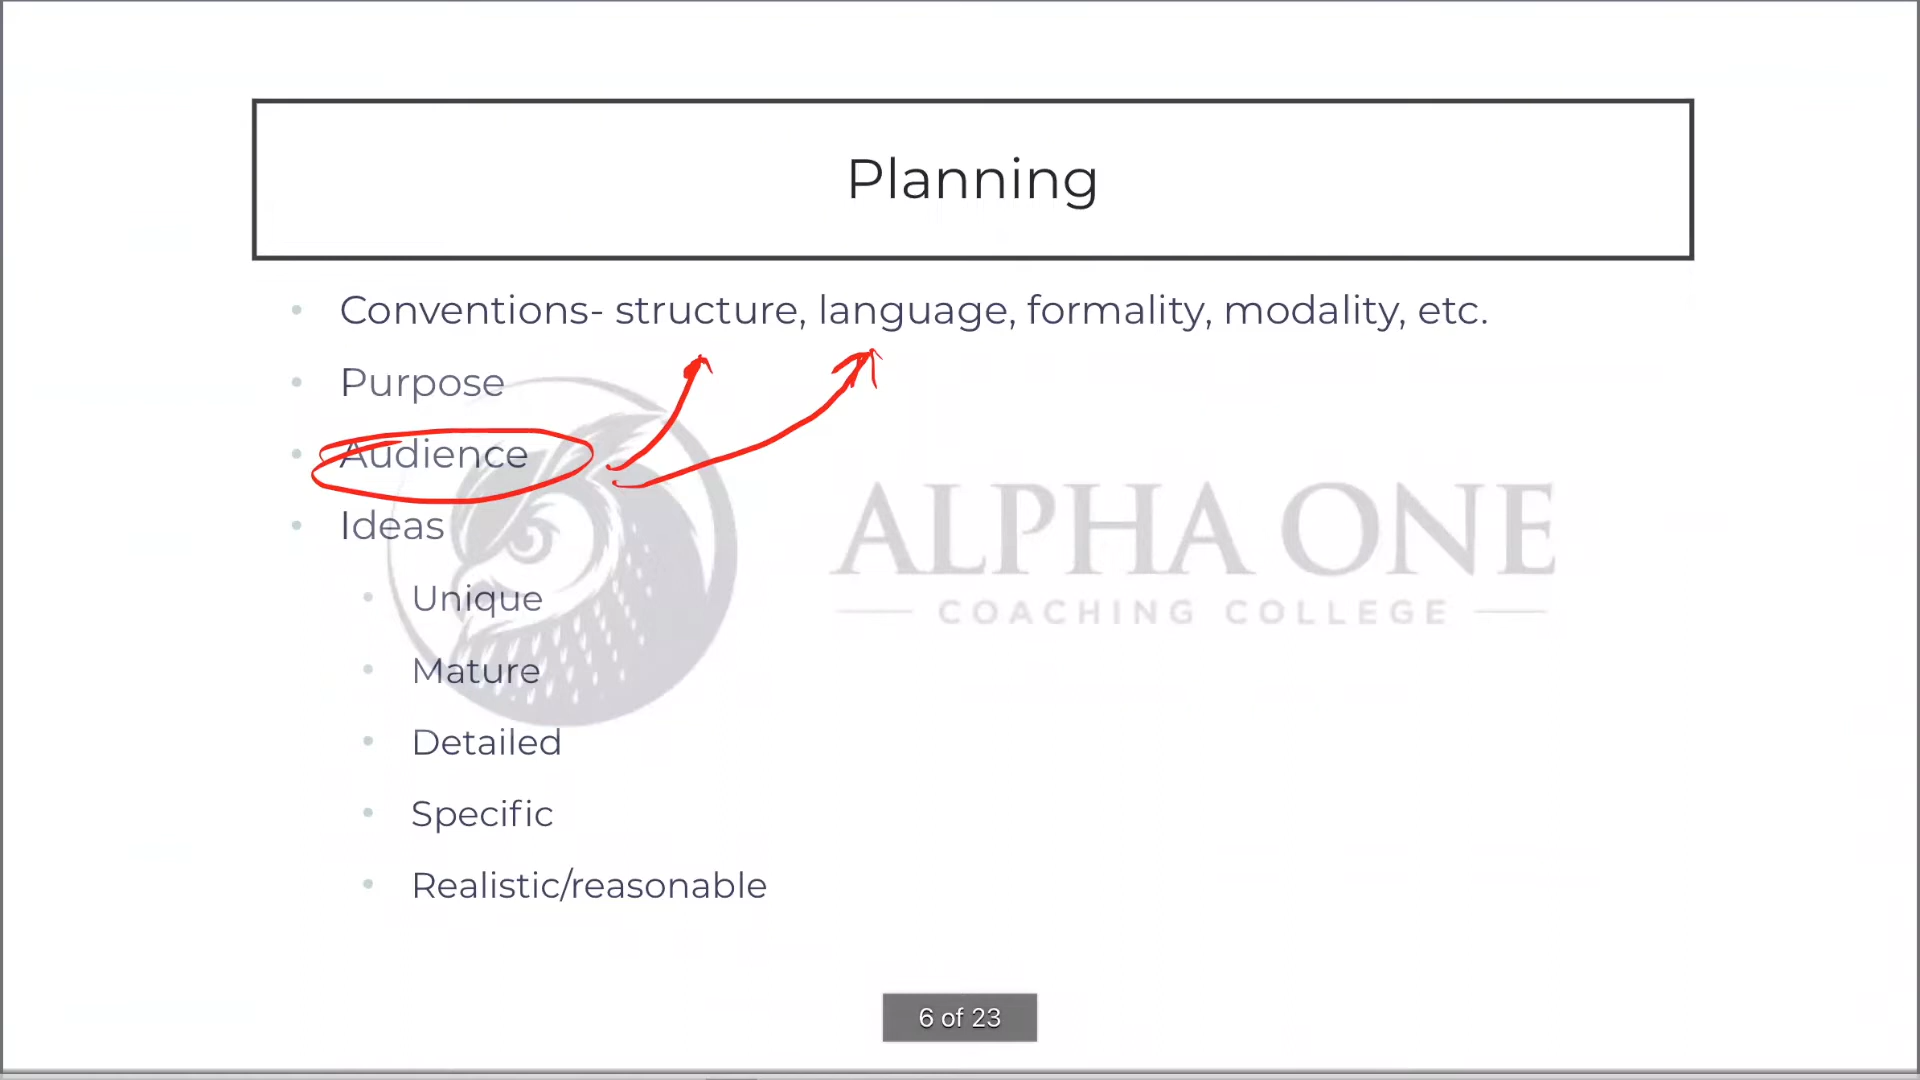 Planning
Conventions- structure, language, formality, modality, etc.
Purpose
Audience
Ideas
Unique
Mature
Detailed
Specific
Realistic/reasonable
ALPHA ONE
COACHING COLLEGE
6 of 23